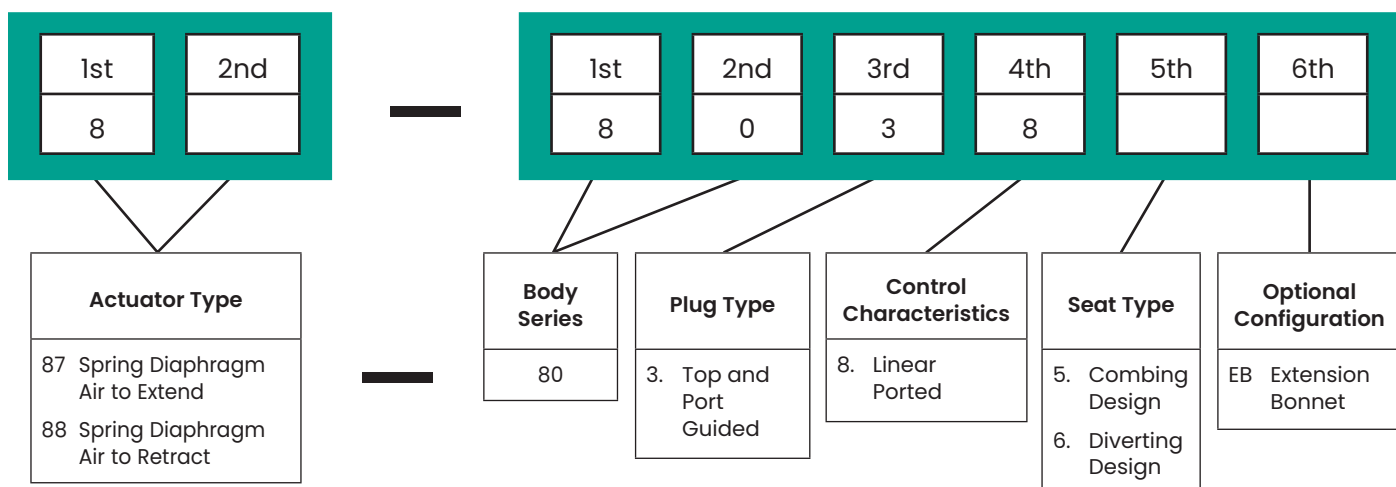 1st
2nd
8
1st
2nd
3rd
4th
5th
6th
8
0
3
8
Actuator Type
87 Spring Diaphragm
Air to Extend
88 Spring Diaphragm
Air to Retract
Body
Series
80
Plug Type
3. Top and
Port
Guided
Control
Characteristics
8. Linear
Ported
Seat Type
5. Combing
Design
6. Diverting
Design
Optional
Configuration
EB Extension
Bonnet